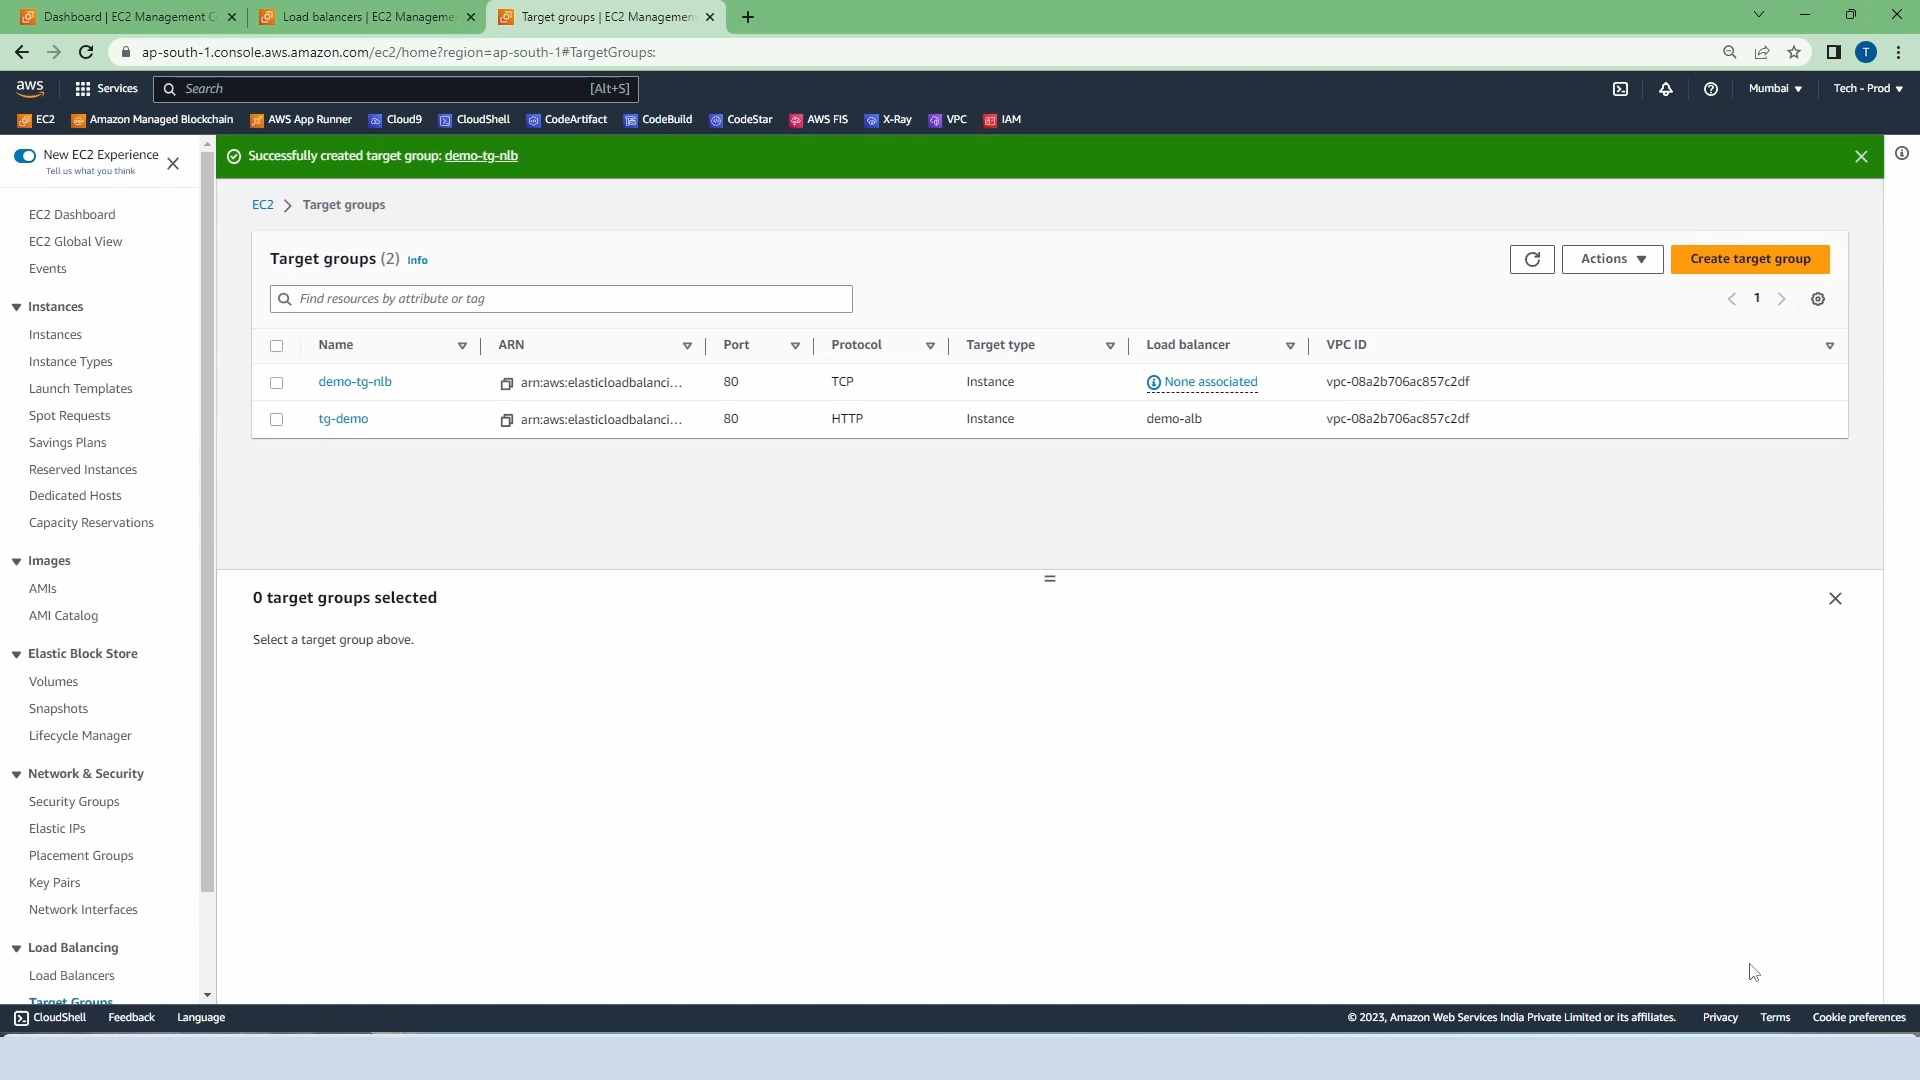 Dashboard | EC2 Management C
Load balancers | EC2 Manageme
Target groups | EC2 Management
ap-south-1.console.aws.amazon.com/ec2/home?region=ap-south-1#TargetGroups:
T
aws
Services
Search
[Alt+S]
Mumbai
Tech - Prod
EC2
Amazon Managed Blockchain
AWS App Runner
Cloud9
CloudShell
CodeArtifact
CodeBuild
CodeStar
AWS FIS
X-Ray
VPC
IAM
New EC2 Experience
Tell us what you think
EC2 Dashboard
EC2 Global View
Events
Instances
Instances
Instance Types
Launch Templates
Spot Requests
Savings Plans
Reserved Instances
Dedicated Hosts
Capacity Reservations
Images
AMIs
AMI Catalog
Elastic Block Store
Volumes
Snapshots
Lifecycle Manager
Network & Security
Security Groups
Elastic IPs
Placement Groups
Key Pairs
Network Interfaces
Load Balancing
Load Balancers
Target Groups
Successfully created target group: demo-tg-nlb
EC2 > Target groups
Target groups (2) Info
Actions
Create target group
Find resources by attribute or tag
1
Name ARN Port Protocol Target type Load balancer VPC ID
demo-tg-nlb arn:aws:elasticloadbalanci... 80 TCP Instance None associated vpc-08a2b706ac857c2df
tg-demo arn:aws:elasticloadbalanci... 80 HTTP Instance demo-alb vpc-08a2b706ac857c2df
0 target groups selected
Select a target group above.
CloudShell
Feedback
Language
© 2023, Amazon Web Services India Private Limited or its affiliates.
Privacy
Terms
Cookie preferences